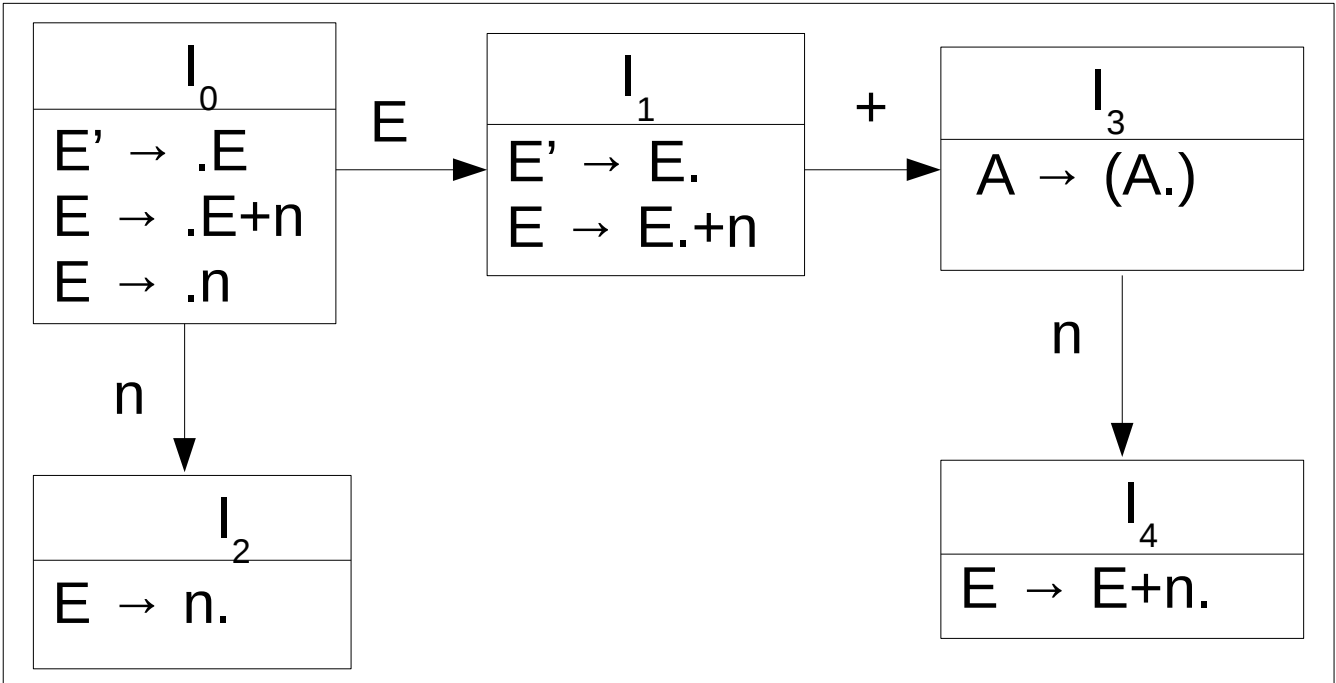 I₀
E’ → .E
E → .E+n
E → .n
E
I₁
E’ → E.
E → E.+n
+
I₃
A → (A.)
n
I₂
E → n.
n
I₄
E → E+n.